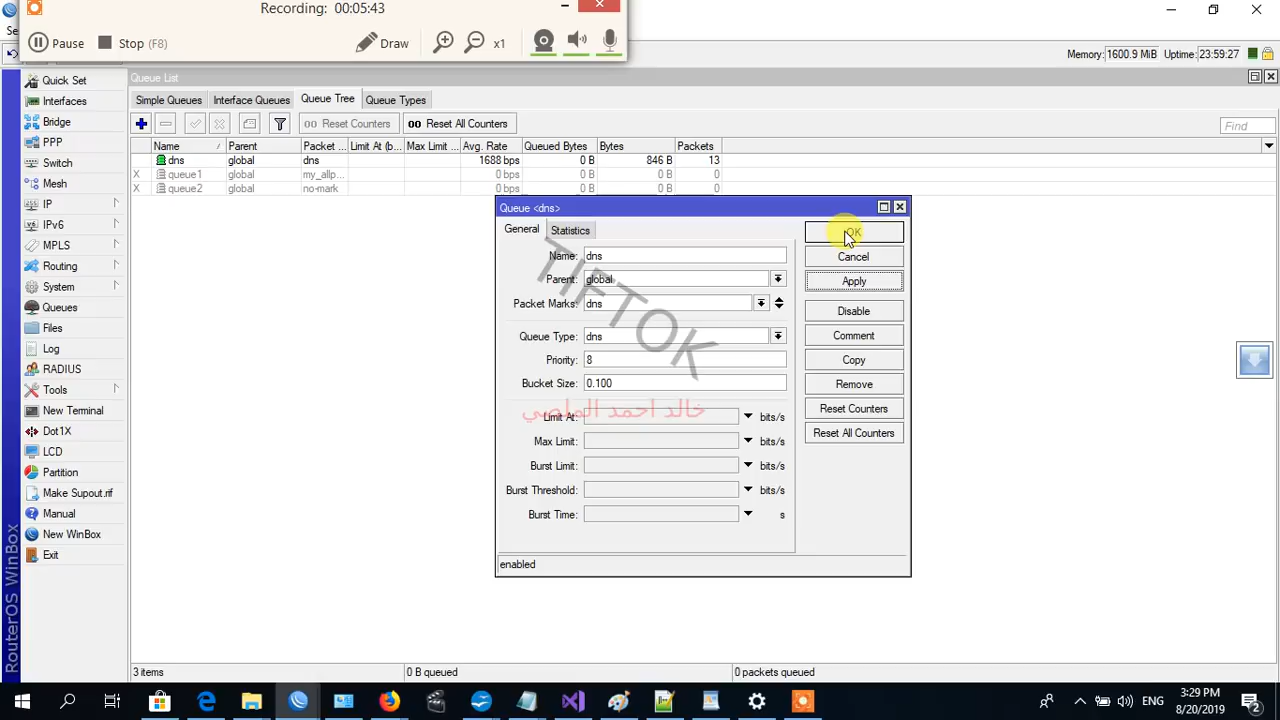 Recording: 00:05:43
Pause
Stop (F8)
Draw
x1
Se
Memory: 1600.9 MiB Uptime: 23:59:27
Quick Set
Interfaces
Bridge
PPP
Switch
Mesh
IP
IPv6
MPLS
Routing
System
Queues
Files
Log
RADIUS
Tools
New Terminal
Dot1X
LCD
Partition
Make Supout.rif
Manual
New WinBox
Exit
RouterOS WinBox
Queue List
Simple Queues Interface Queues Queue Tree Queue Types
00 Reset Counters 00 Reset All Counters Find
Name Parent Packet ... Limit At (b... Max Limit ... Avg. Rate Queued Bytes Bytes Packets
dns global dns 1688 bps 0 B 846 B 13
X queue1 global my_allp... 0 bps 0 B 0 B 0
X queue2 global no-mark 0 bps 0 B 0 B 0
Queue <dns>
General Statistics
Name: dns
Parent: global
Packet Marks: dns
Queue Type: dns
Priority: 8
Bucket Size: 0.100
Limit At: bits/s
Max Limit: bits/s
Burst Limit: bits/s
Burst Threshold: bits/s
Burst Time: s
enabled
OK
Cancel
Apply
Disable
Comment
Copy
Remove
Reset Counters
Reset All Counters
TIFTOK
خالد احمد الماصي
3 items 0 B queued 0 packets queued
ENG
3:29 PM
8/20/2019
2